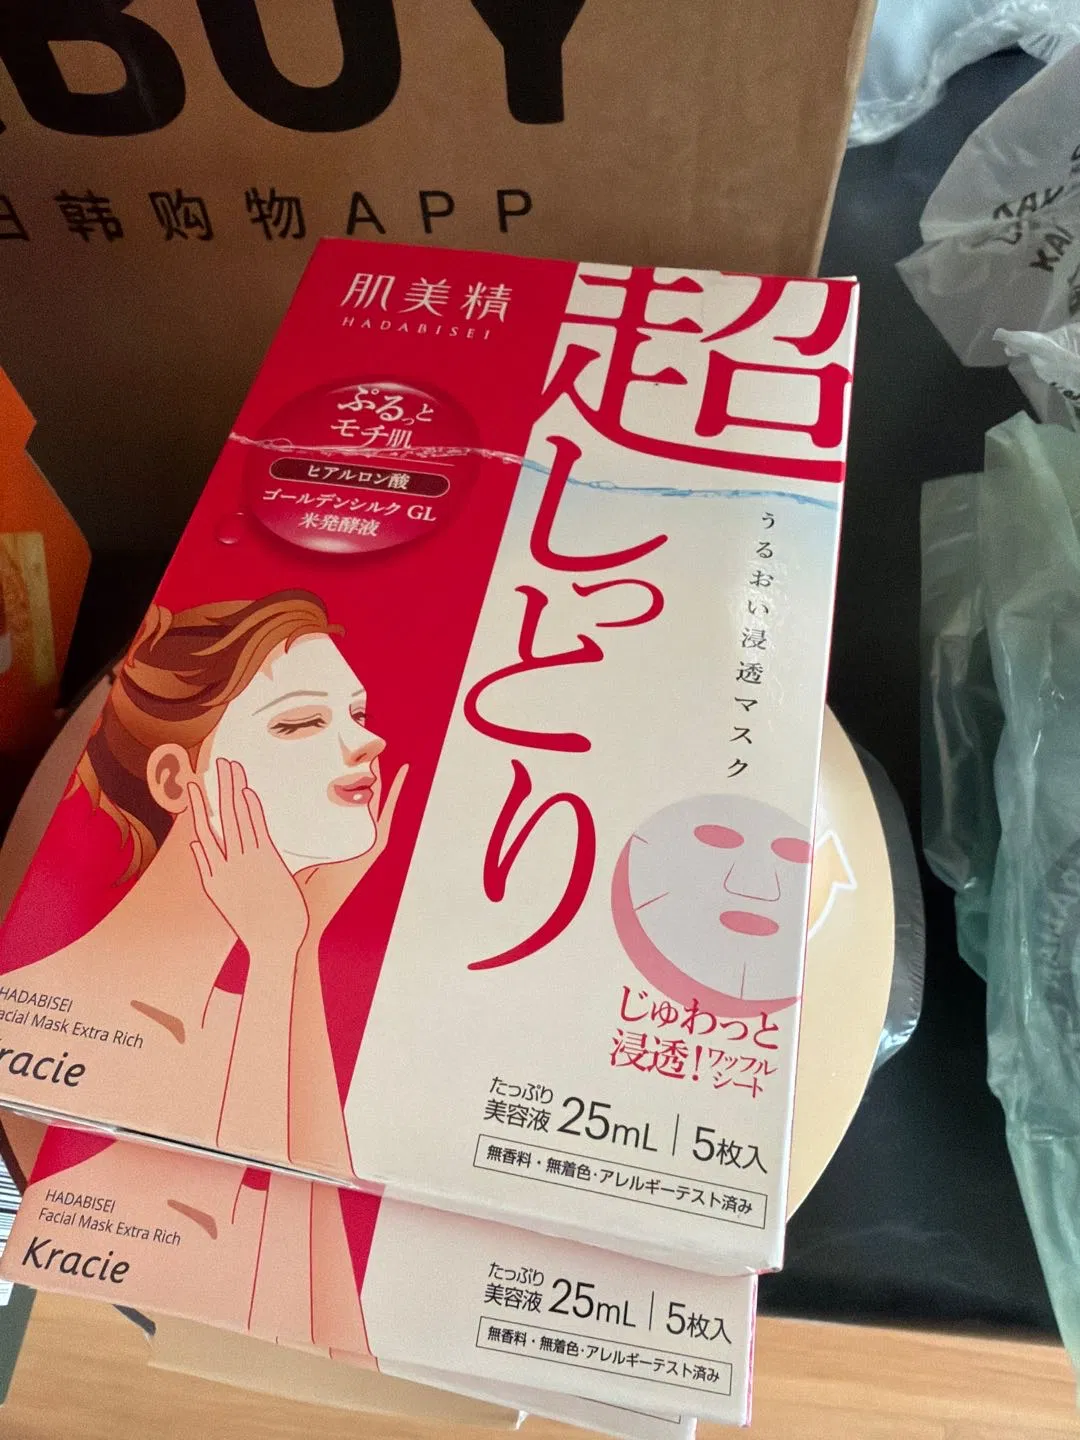 BUY
日韩购物APP
肌美精
HADABISEI
超
しっとり
ぷるっと
モチ肌
ヒアルロン酸
ゴールデンシルク GL
米発酵液
うるおい浸透マスク
じゅわっと
浸透!ワッフル
シート
HADABISEI
Facial Mask Extra Rich
Kracie
たっぷり
美容液 25mL | 5枚入
無香料・無着色・アレルギーテスト済み
HADABISEI
Facial Mask Extra Rich
Kracie
たっぷり
美容液 25mL | 5枚入
無香料・無着色・アレルギーテスト済み